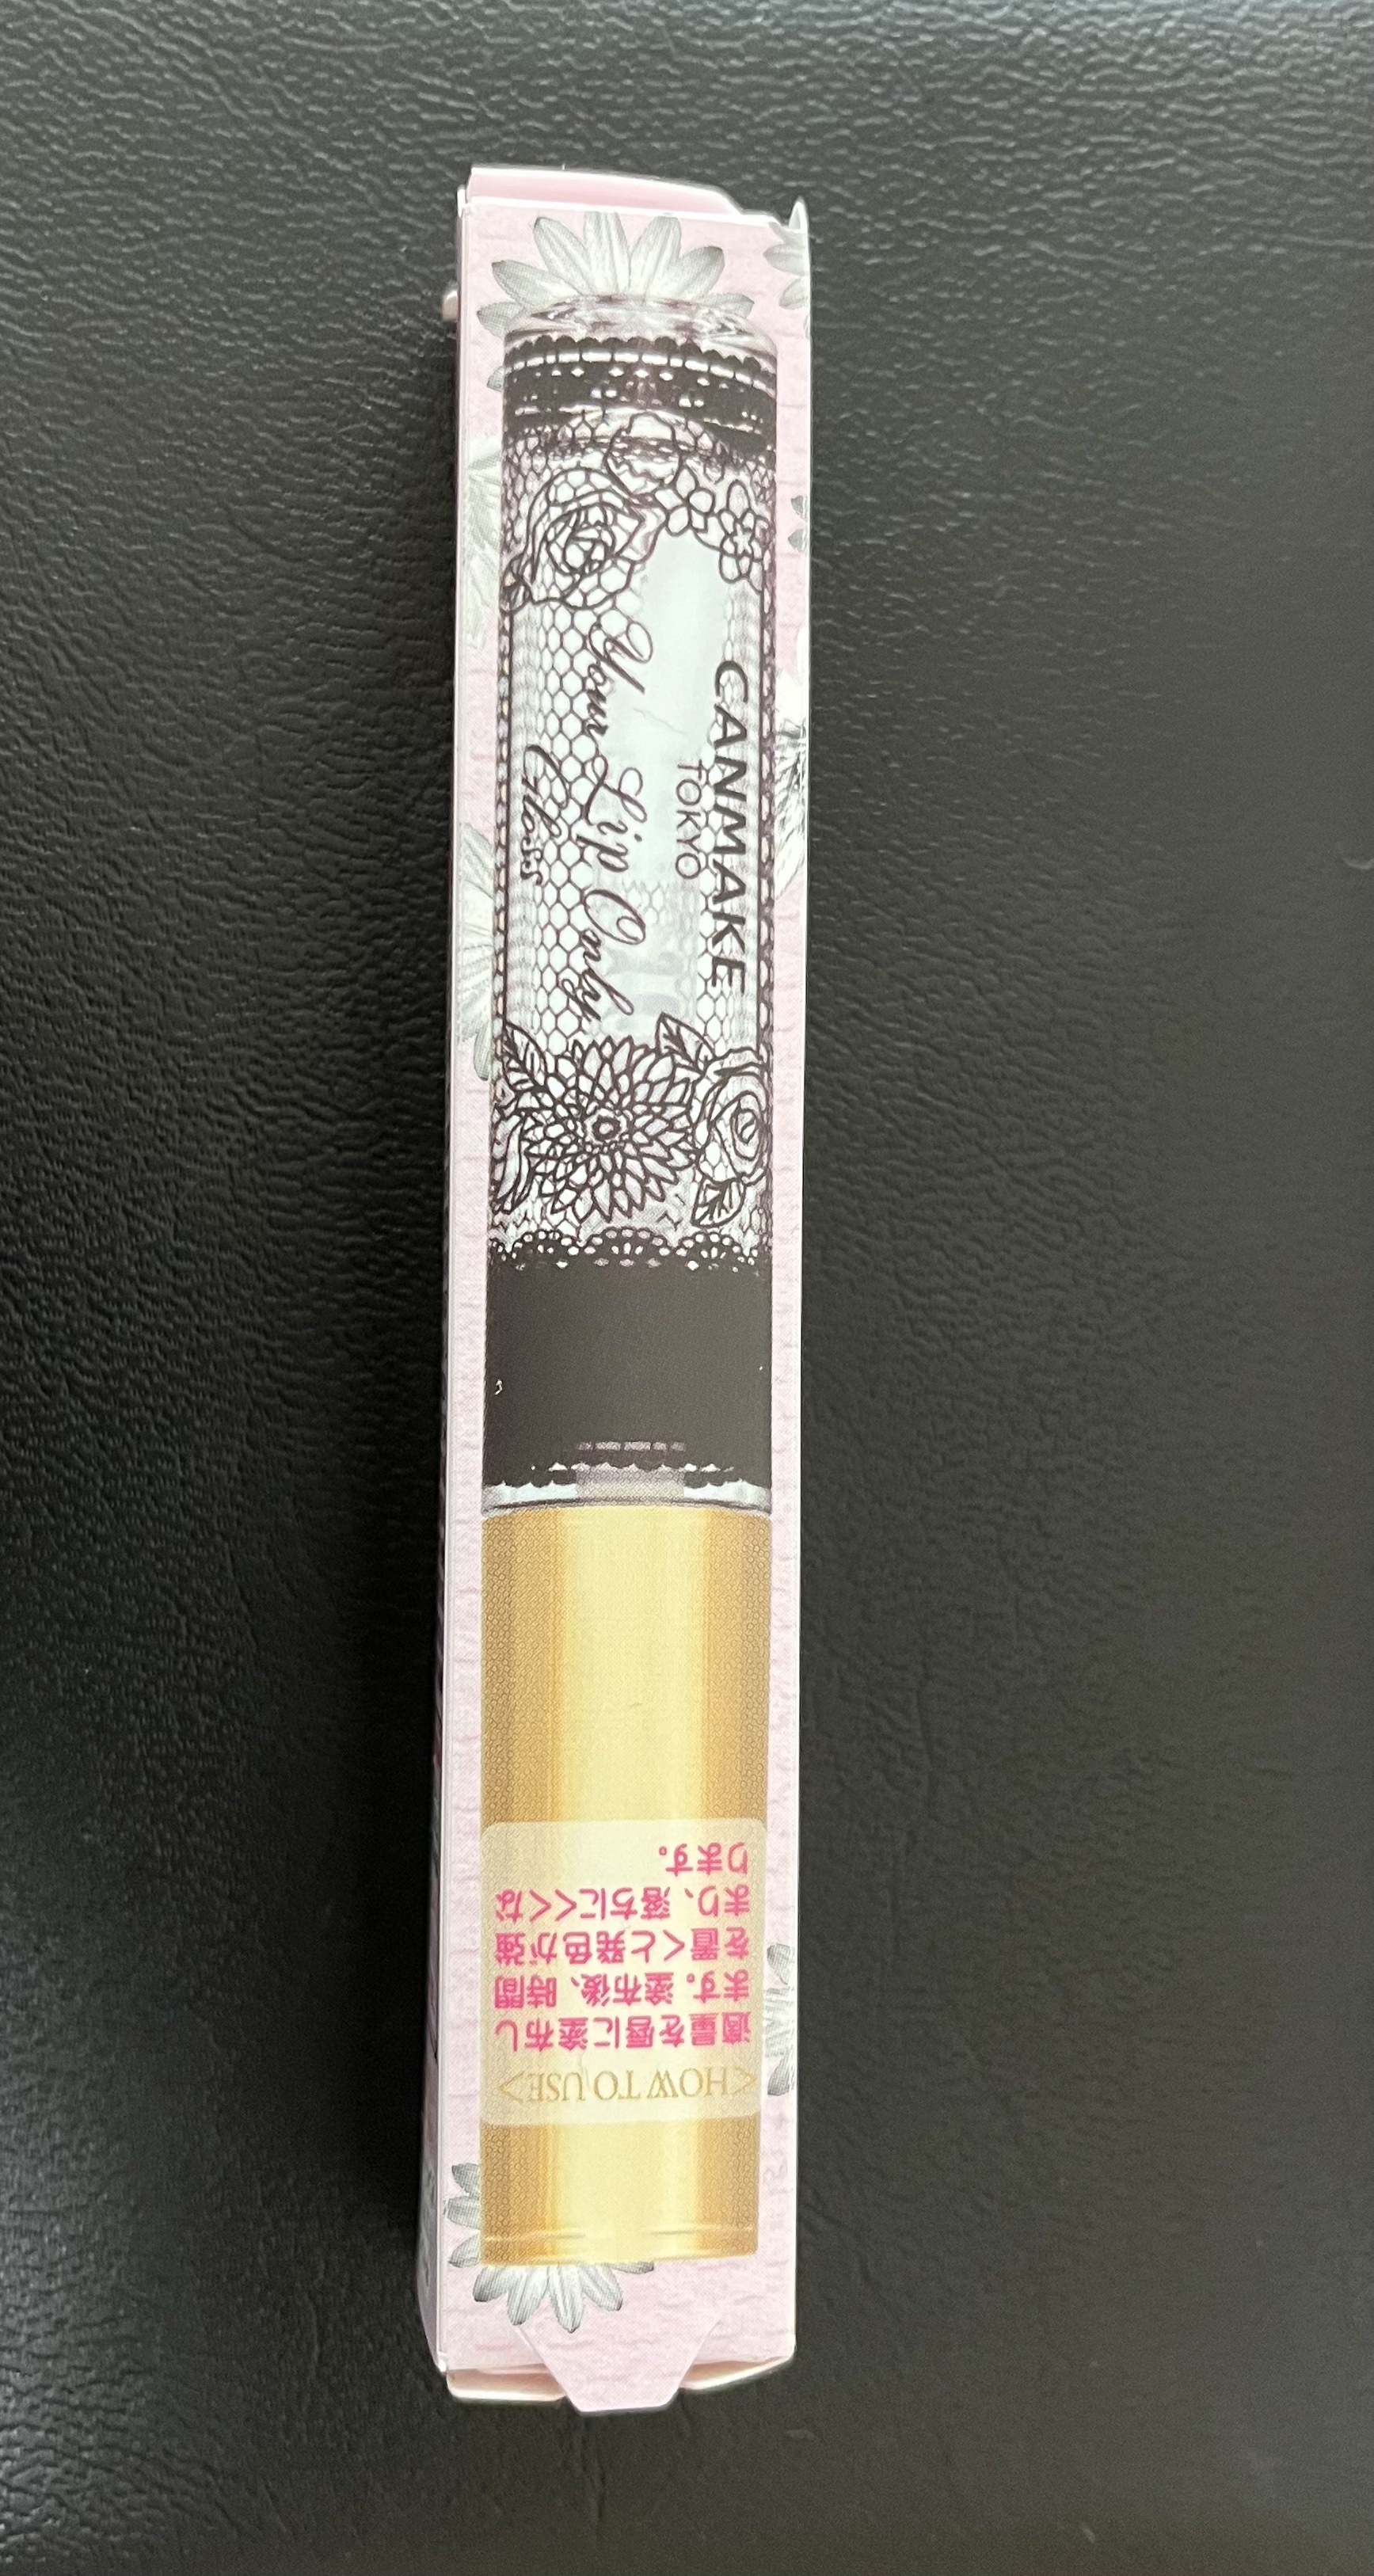 CANMAKE
TOKYO
Your Lip Only
Gloss
<HOW TO USE>
適量を唇に塗布し
ます。塗布後、時間
を置くと発色が強
まり、落ちにくくな
ります。